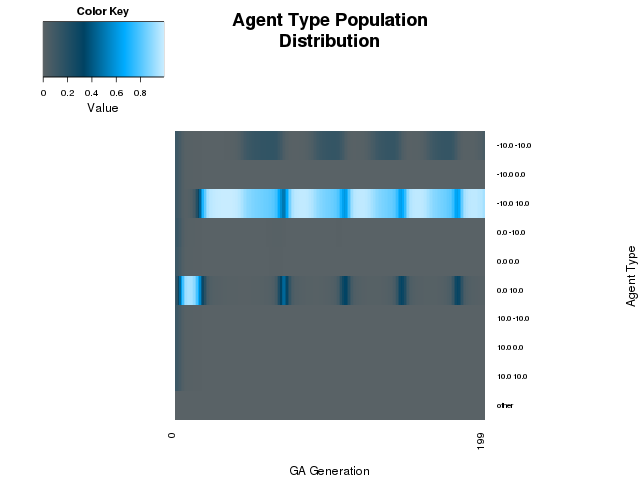 Color Key
0 0.2 0.4 0.6 0.8
Value
Agent Type Population
Distribution
-10.0 -10.0
-10.0 0.0
-10.0 10.0
0.0 -10.0
0.0 0.0
0.0 10.0
10.0 -10.0
10.0 0.0
10.0 10.0
other
Agent Type
0 199
GA Generation